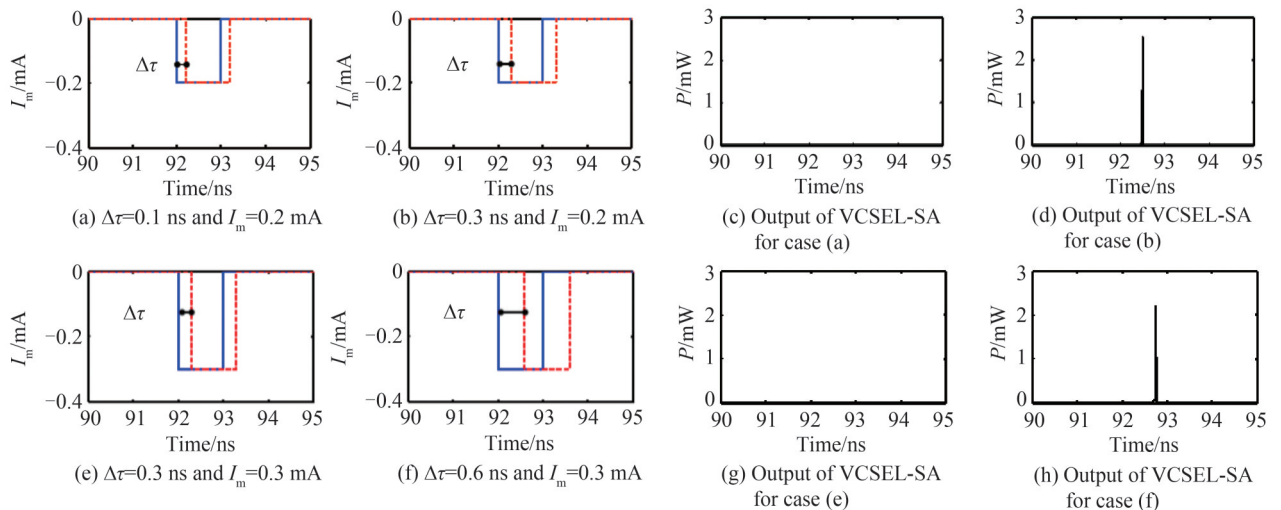 0
−0.2
−0.4
I_m/mA
Δτ
90 91 92 93 94 95
Time/ns
(a) Δτ=0.1 ns and I_m=0.2 mA
0
−0.2
−0.4
I_m/mA
Δτ
90 91 92 93 94 95
Time/ns
(b) Δτ=0.3 ns and I_m=0.2 mA
3
2
1
0
P/mW
90 91 92 93 94 95
Time/ns
(c) Output of VCSEL-SA
for case (a)
3
2
1
0
P/mW
90 91 92 93 94 95
Time/ns
(d) Output of VCSEL-SA
for case (b)
0
−0.2
−0.4
I_m/mA
Δτ
90 91 92 93 94 95
Time/ns
(e) Δτ=0.3 ns and I_m=0.3 mA
0
−0.2
−0.4
I_m/mA
Δτ
90 91 92 93 94 95
Time/ns
(f) Δτ=0.6 ns and I_m=0.3 mA
3
2
1
0
P/mW
90 91 92 93 94 95
Time/ns
(g) Output of VCSEL-SA
for case (e)
3
2
1
0
P/mW
90 91 92 93 94 95
Time/ns
(h) Output of VCSEL-SA
for case (f)